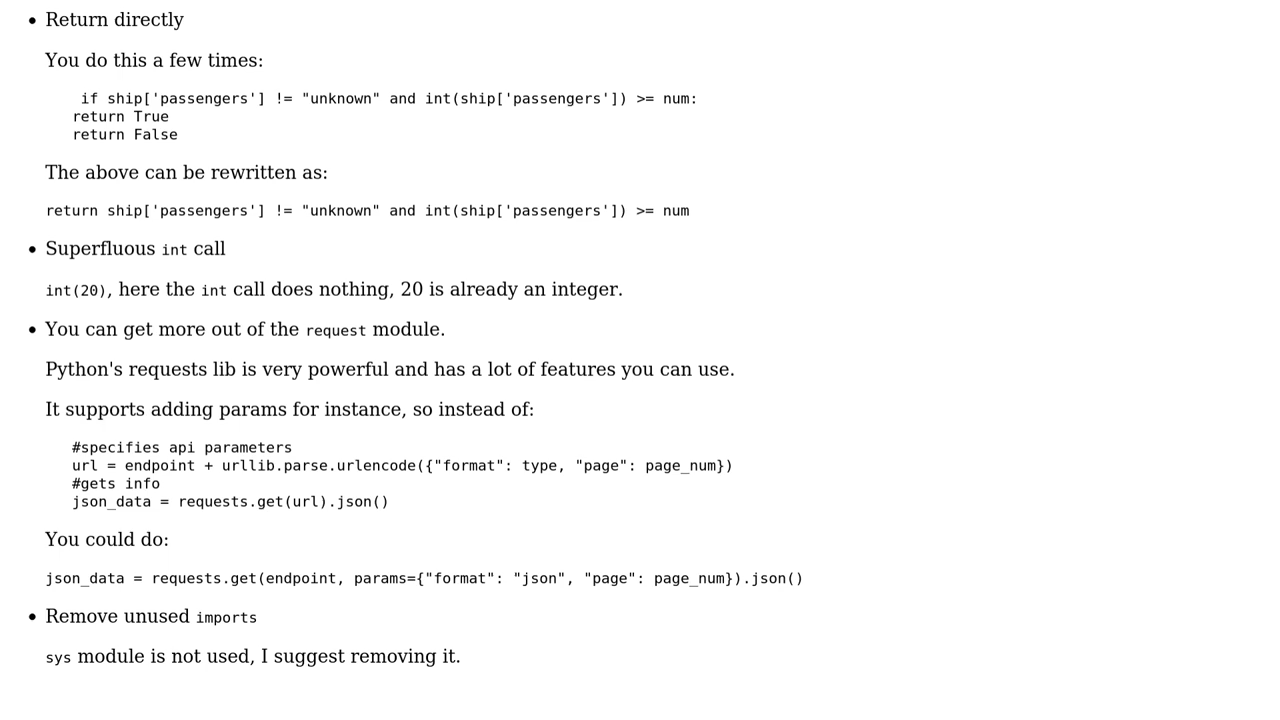 • Return directly
You do this a few times:
if ship['passengers'] != "unknown" and int(ship['passengers']) >= num:
return True
return False
The above can be rewritten as:
return ship['passengers'] != "unknown" and int(ship['passengers']) >= num
• Superfluous int call
int(20), here the int call does nothing, 20 is already an integer.
• You can get more out of the request module.
Python's requests lib is very powerful and has a lot of features you can use.
It supports adding params for instance, so instead of:
#specifies api parameters
url = endpoint + urllib.parse.urlencode({"format": type, "page": page_num})
#gets info
json_data = requests.get(url).json()
You could do:
json_data = requests.get(endpoint, params={"format": "json", "page": page_num}).json()
• Remove unused imports
sys module is not used, I suggest removing it.